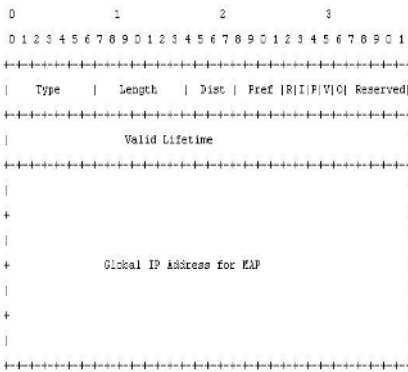 0 1 2 3
0 1 2 3 4 5 6 7 8 9 0 1 2 3 4 5 6 7 8 9 0 1 2 3 4 5 6 7 8 9 0 1
+-+-+-+-+-+-+-+-+-+-+-+-+-+-+-+-+-+-+-+-+-+-+-+-+-+-+-+-+-+-+-+-+
| Type | Length | Dist | Pref |R|I|P|V|O| Reserved|
+-+-+-+-+-+-+-+-+-+-+-+-+-+-+-+-+-+-+-+-+-+-+-+-+-+-+-+-+-+-+-+-+
| Valid Lifetime
+-+-+-+-+-+-+-+-+-+-+-+-+-+-+-+-+-+-+-+-+-+-+-+-+-+-+-+-+-+-+-+-+
|
+
|
+ Global IP Address for MAP
|
+
|
+-+-+-+-+-+-+-+-+-+-+-+-+-+-+-+-+-+-+-+-+-+-+-+-+-+-+-+-+-+-+-+-+